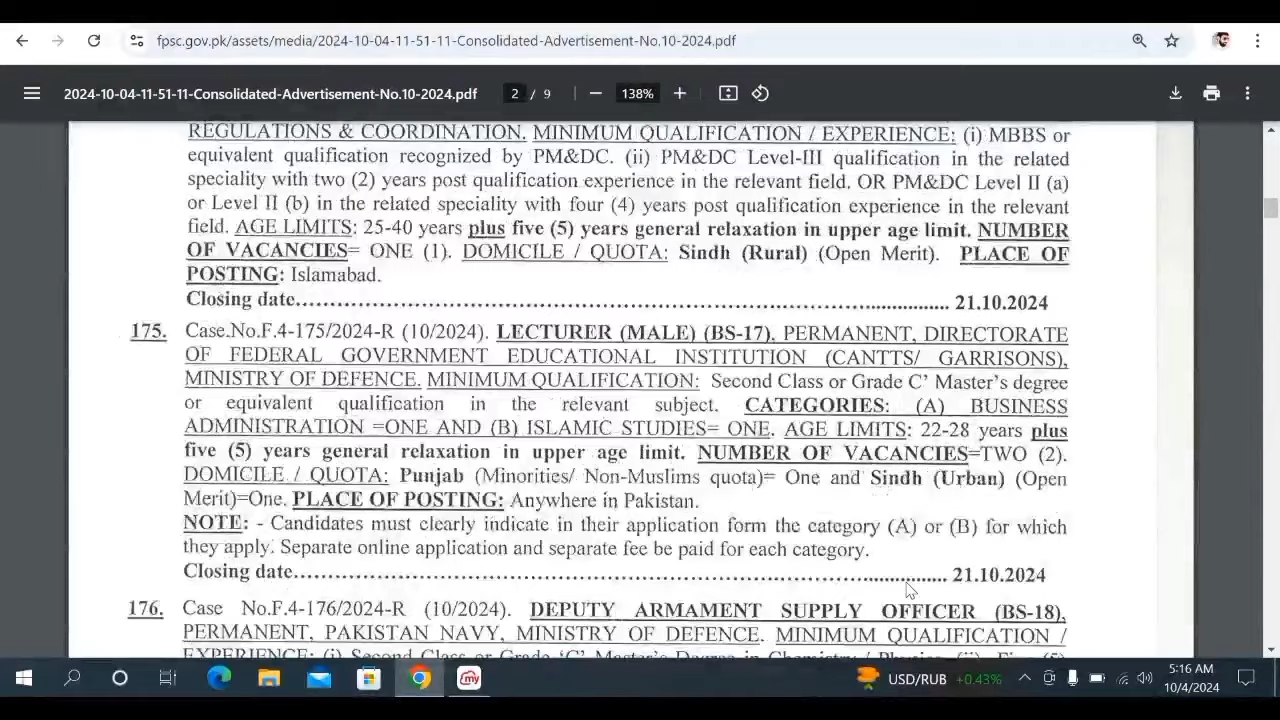 fpsc.gov.pk/assets/media/2024-10-04-11-51-11-Consolidated-Advertisement-No.10-2024.pdf
2024-10-04-11-51-11-Consolidated-Advertisement-No.10-2024.pdf
2 / 9
138%
REGULATIONS & COORDINATION. MINIMUM QUALIFICATION / EXPERIENCE: (i) MBBS or
equivalent qualification recognized by PM&DC. (ii) PM&DC Level-III qualification in the related
speciality with two (2) years post qualification experience in the relevant field. OR PM&DC Level II (a)
or Level II (b) in the related speciality with four (4) years post qualification experience in the relevant
field. AGE LIMITS: 25-40 years plus five (5) years general relaxation in upper age limit. NUMBER
OF VACANCIES= ONE (1). DOMICILE / QUOTA: Sindh (Rural) (Open Merit). PLACE OF
POSTING: Islamabad.
Closing date........................................................................................................ 21.10.2024
175. Case.No.F.4-175/2024-R (10/2024). LECTURER (MALE) (BS-17), PERMANENT, DIRECTORATE
OF FEDERAL GOVERNMENT EDUCATIONAL INSTITUTION (CANTTS/ GARRISONS),
MINISTRY OF DEFENCE. MINIMUM QUALIFICATION: Second Class or Grade C' Master's degree
or equivalent qualification in the relevant subject. CATEGORIES: (A) BUSINESS
ADMINISTRATION =ONE AND (B) ISLAMIC STUDIES= ONE. AGE LIMITS: 22-28 years plus
five (5) years general relaxation in upper age limit. NUMBER OF VACANCIES=TWO (2).
DOMICILE / QUOTA: Punjab (Minorities/ Non-Muslims quota)= One and Sindh (Urban) (Open
Merit)=One. PLACE OF POSTING: Anywhere in Pakistan.
NOTE: - Candidates must clearly indicate in their application form the category (A) or (B) for which
they apply. Separate online application and separate fee be paid for each category.
Closing date........................................................................................................ 21.10.2024
176. Case No.F.4-176/2024-R (10/2024). DEPUTY ARMAMENT SUPPLY OFFICER (BS-18),
PERMANENT, PAKISTAN NAVY, MINISTRY OF DEFENCE. MINIMUM QUALIFICATION /
EXPERIENCE: (i) Second Class or Grade 'C' Master's Degree in Chemistry / Physics. (ii) Five (5)
my
USD/RUB +0.43%
5:16 AM
10/4/2024